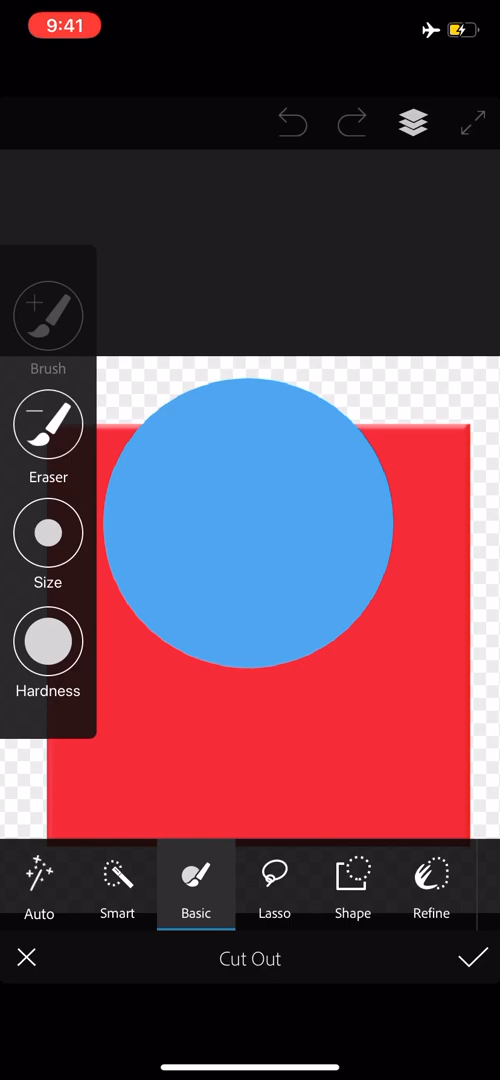 9:41
Brush
Eraser
Size
Hardness
Auto
Smart
Basic
Lasso
Shape
Refine
Cut Out